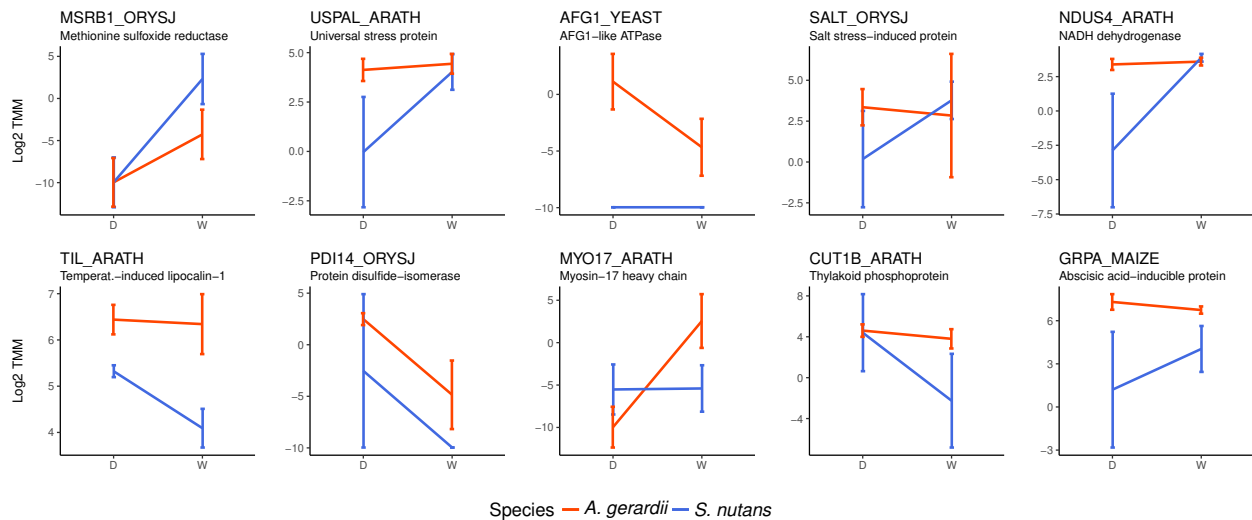 MSRB1_ORYSJ
Methionine sulfoxide reductase
Log2 TMM
5
0
−5
−10
D W
USPAL_ARATH
Universal stress protein
5.0
2.5
0.0
−2.5
D W
AFG1_YEAST
AFG1−like ATPase
0
−5
−10
D W
SALT_ORYSJ
Salt stress−induced protein
5.0
2.5
0.0
−2.5
D W
NDUS4_ARATH
NADH dehydrogenase
2.5
0.0
−2.5
−5.0
−7.5
D W
TIL_ARATH
Temperat.−induced lipocalin−1
Log2 TMM
7
6
5
4
D W
PDI14_ORYSJ
Protein disulfide−isomerase
5
0
−5
−10
D W
MYO17_ARATH
Myosin−17 heavy chain
5
0
−5
−10
D W
CUT1B_ARATH
Thylakoid phosphoprotein
8
4
0
−4
D W
GRPA_MAIZE
Abscisic acid−inducible protein
6
3
0
−3
D W
Species A. gerardii S. nutans